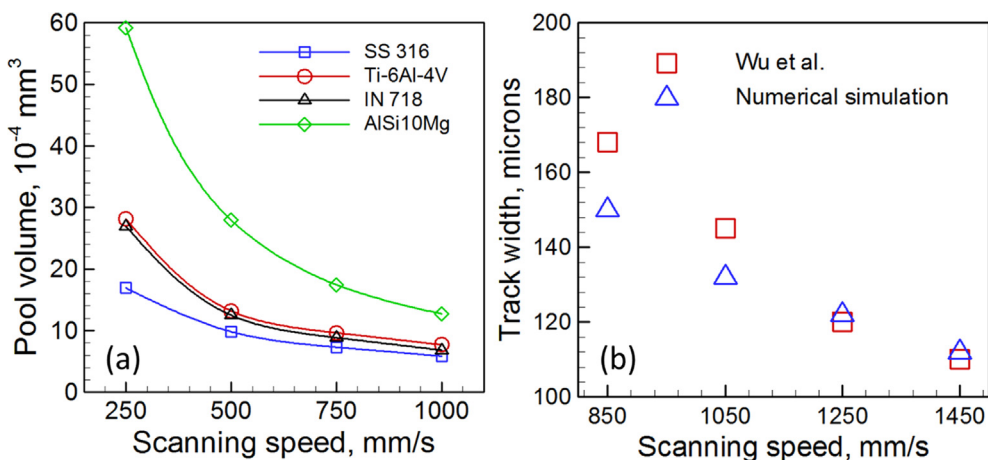 60
50
40
30
20
10
0
Pool volume, 10⁻⁴ mm³
SS 316
Ti-6Al-4V
IN 718
AlSi10Mg
(a)
250 500 750 1000
Scanning speed, mm/s
200
180
160
140
120
100
Track width, microns
Wu et al.
Numerical simulation
(b)
850 1050 1250 1450
Scanning speed, mm/s